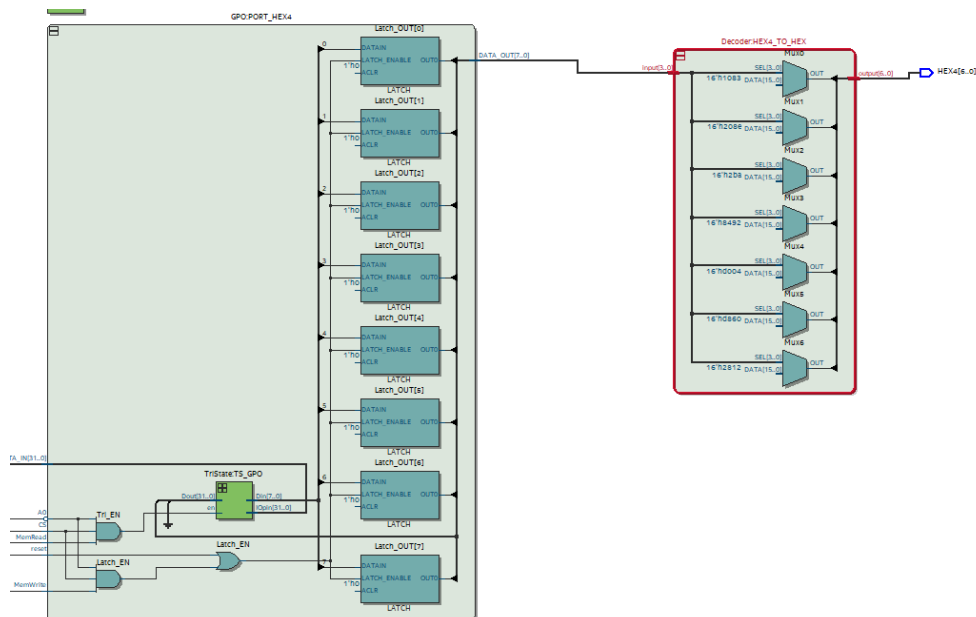 GPO:PORT_HEX4
Latch_OUT[0]
0
DATAIN
LATCH_ENABLE OUT0
1'h0
ACLR
LATCH
Latch_OUT[1]
1
DATAIN
LATCH_ENABLE OUT0
1'h0
ACLR
LATCH
Latch_OUT[2]
2
DATAIN
LATCH_ENABLE OUT0
1'h0
ACLR
LATCH
Latch_OUT[3]
3
DATAIN
LATCH_ENABLE OUT0
1'h0
ACLR
LATCH
Latch_OUT[4]
4
DATAIN
LATCH_ENABLE OUT0
1'h0
ACLR
LATCH
Latch_OUT[5]
5
DATAIN
LATCH_ENABLE OUT0
1'h0
ACLR
LATCH
Latch_OUT[6]
6
DATAIN
LATCH_ENABLE OUT0
1'h0
ACLR
LATCH
Latch_OUT[7]
7
DATAIN
LATCH_ENABLE OUT0
1'h0
ACLR
LATCH
TA_IN[31..0]
TriState:TS_GPO
Dout[31..0] Din[7..0]
en IOpin[31..0]
A0
CS
MemRead
reset
MemWrite
Tri_EN
Latch_EN
Latch_EN
DATA_OUT[7..0]
Decoder:HEX4_TO_HEX
input[3..0]
output[6..0]
HEX4[6..0]
Mux0
SEL[3..0]
OUT
16'h1083 DATA[15..0]
Mux1
SEL[3..0]
OUT
16'h208E DATA[15..0]
Mux2
SEL[3..0]
OUT
16'h2b8 DATA[15..0]
Mux3
SEL[3..0]
OUT
16'h8492 DATA[15..0]
Mux4
SEL[3..0]
OUT
16'hd004 DATA[15..0]
Mux5
SEL[3..0]
OUT
16'hd860 DATA[15..0]
Mux6
SEL[3..0]
OUT
16'h2812 DATA[15..0]